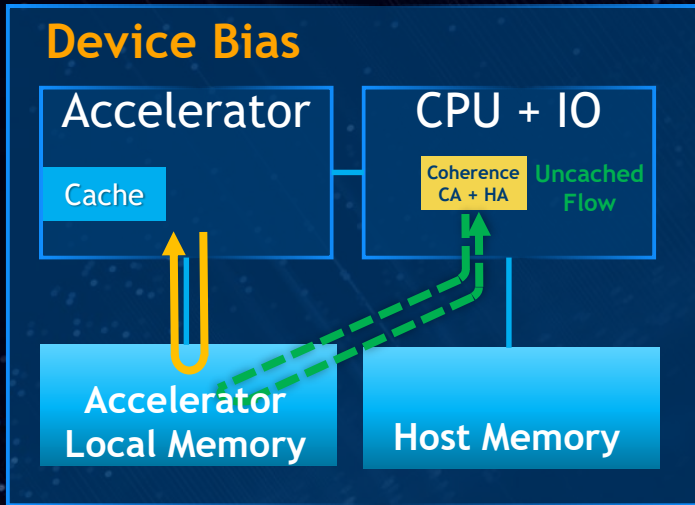 Device Bias
Accelerator
CPU + IO
Cache
Coherence
CA + HA
Uncached
Flow
Accelerator
Local Memory
Host Memory